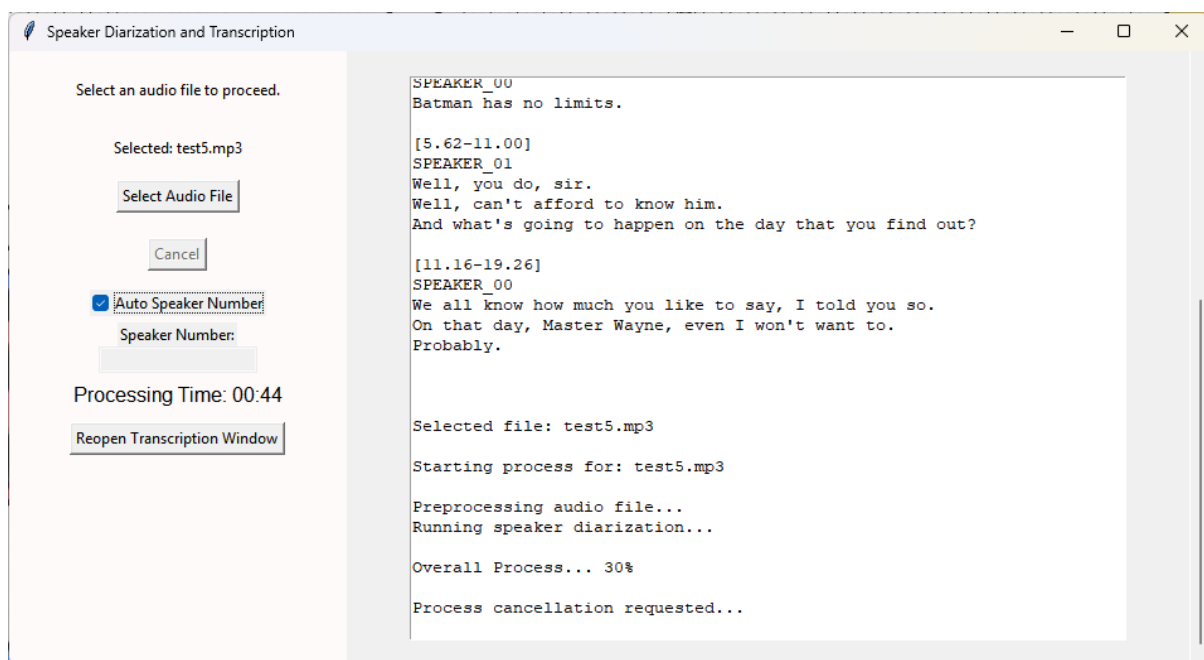 Speaker Diarization and Transcription
Select an audio file to proceed.
Selected: test5.mp3
Select Audio File
Cancel
Auto Speaker Number
Speaker Number:
Processing Time: 00:44
Reopen Transcription Window
SPEAKER_00
Batman has no limits.
[5.62-11.00]
SPEAKER_01
Well, you do, sir.
Well, can't afford to know him.
And what's going to happen on the day that you find out?
[11.16-19.26]
SPEAKER_00
We all know how much you like to say, I told you so.
On that day, Master Wayne, even I won't want to.
Probably.
Selected file: test5.mp3
Starting process for: test5.mp3
Preprocessing audio file...
Running speaker diarization...
Overall Process... 30%
Process cancellation requested...